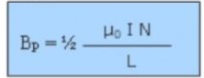 Bp = ½ μ₀ I N / L